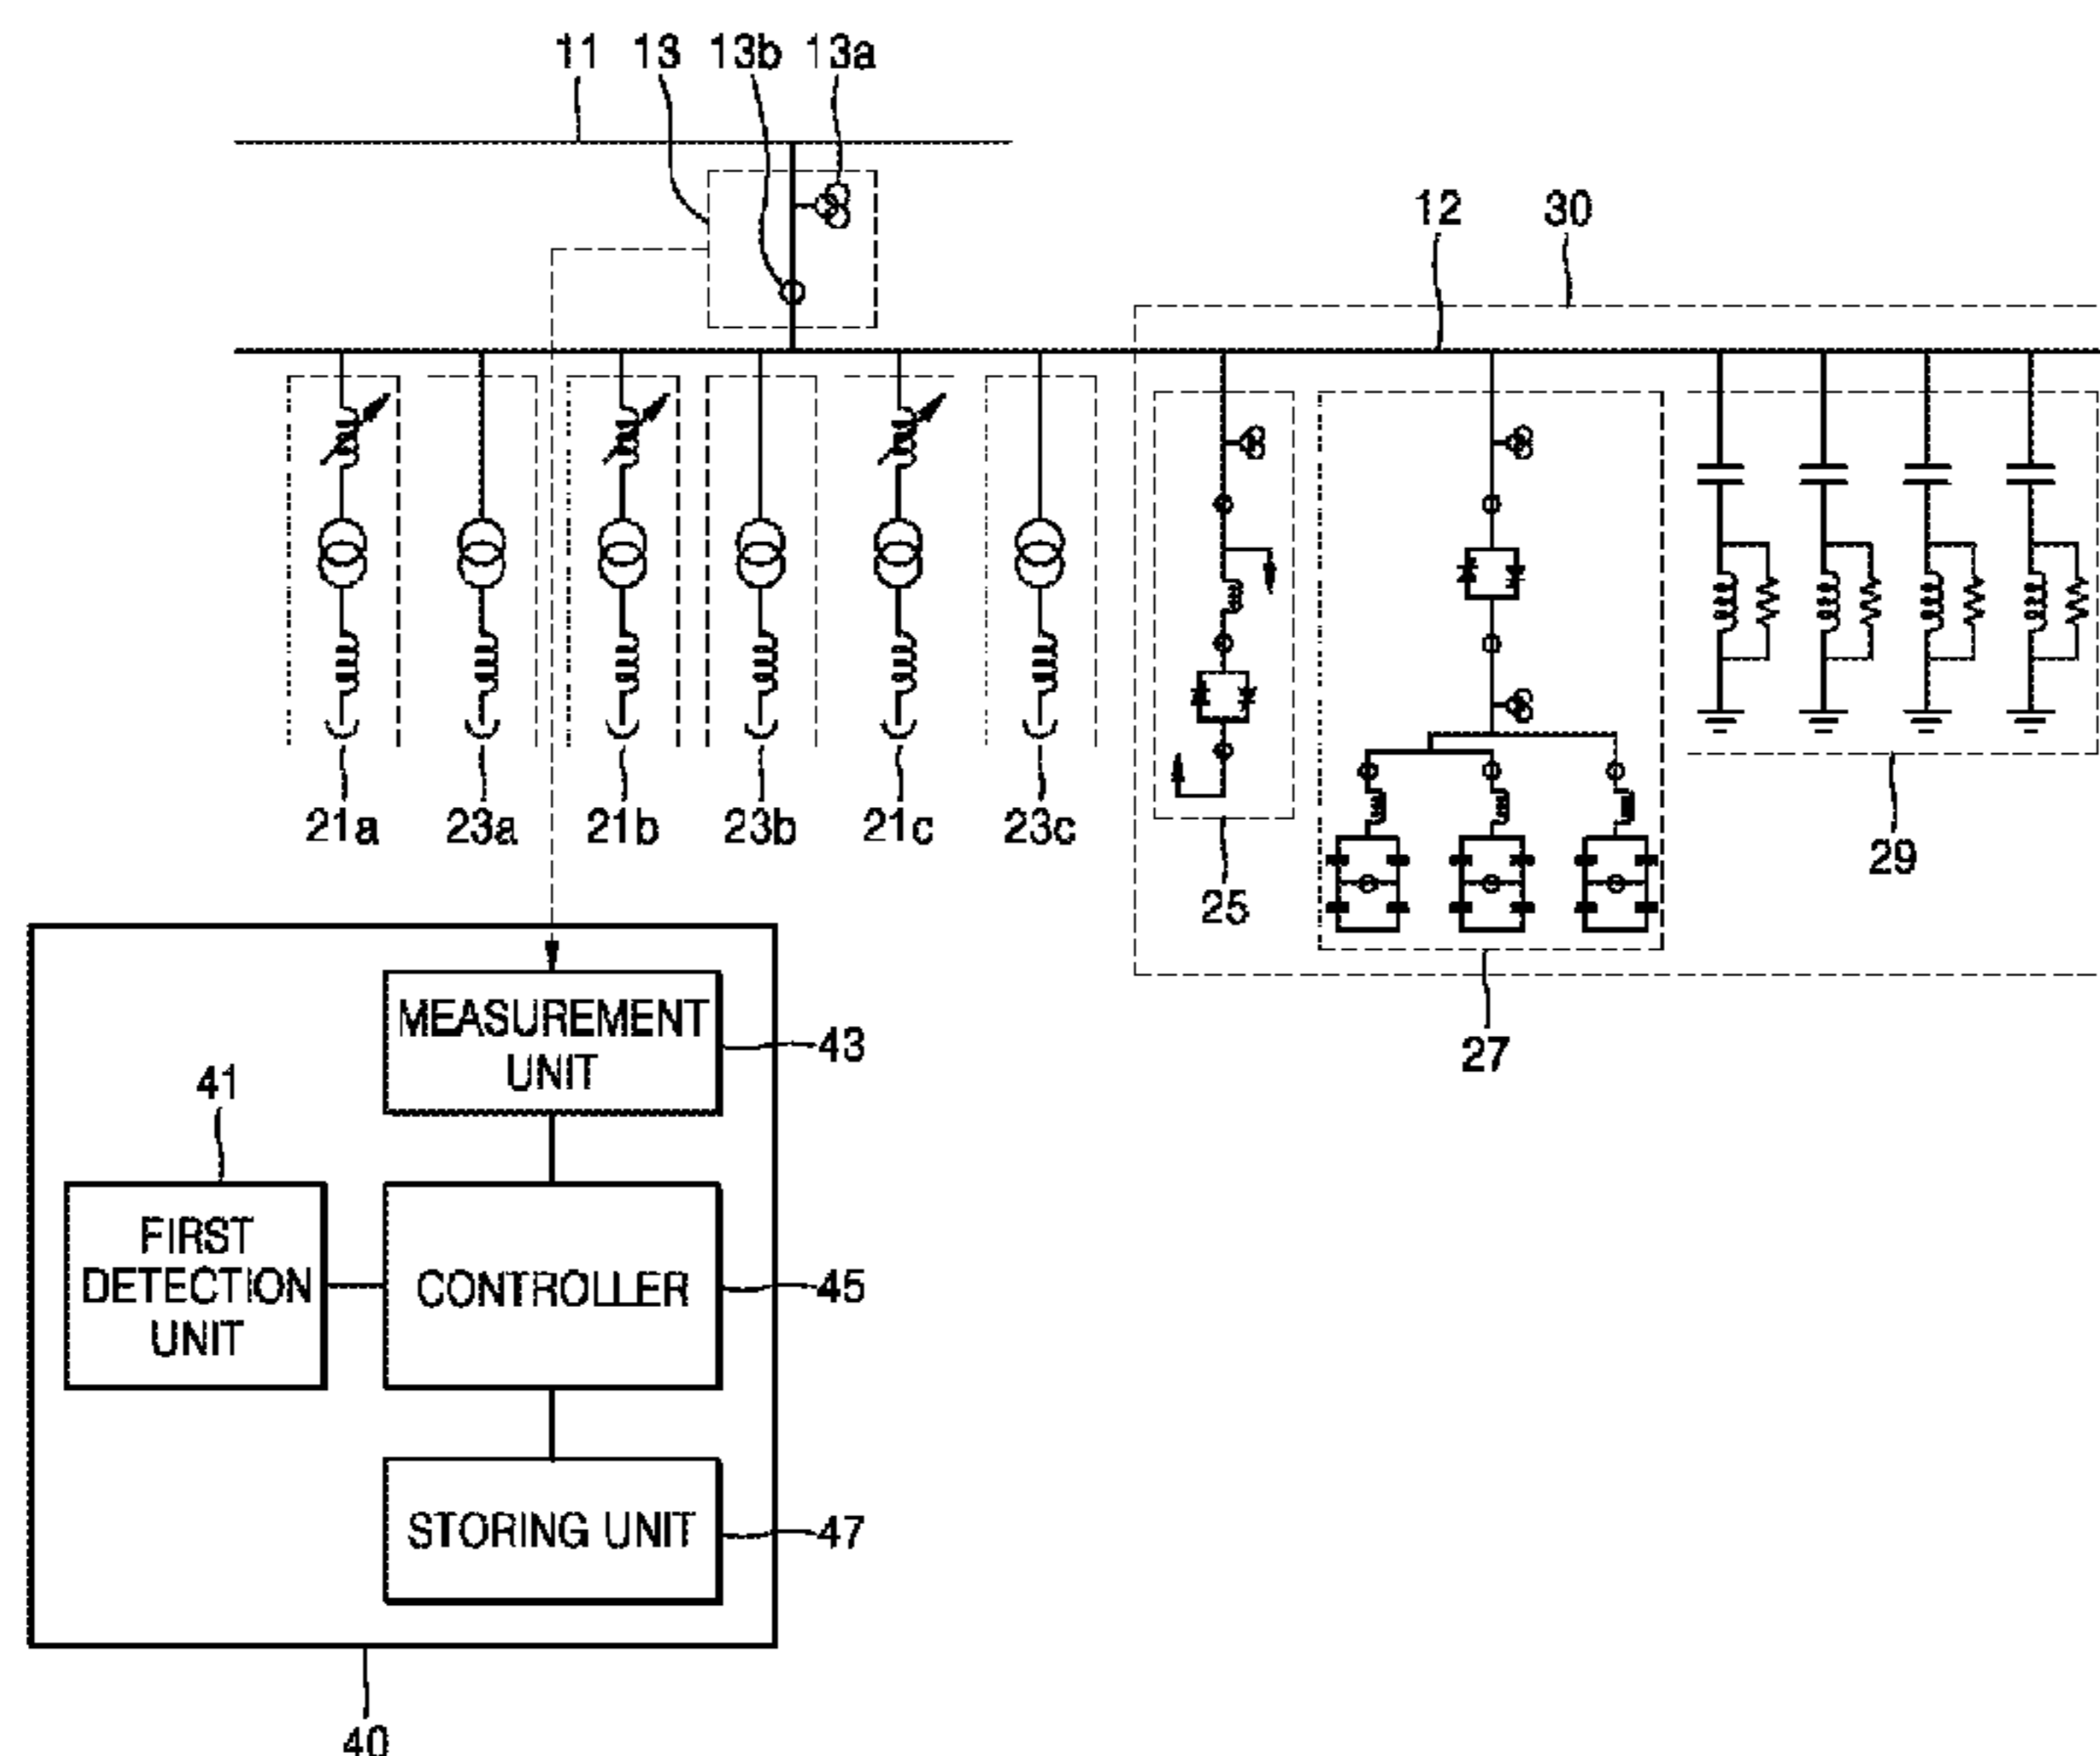 11 13 13b 13a
12 30
21a 23a 21b 23b 21c 23c
25
27
29
MEASUREMENT
UNIT
43
41
FIRST
DETECTION
UNIT
CONTROLLER
45
STORING UNIT
47
40